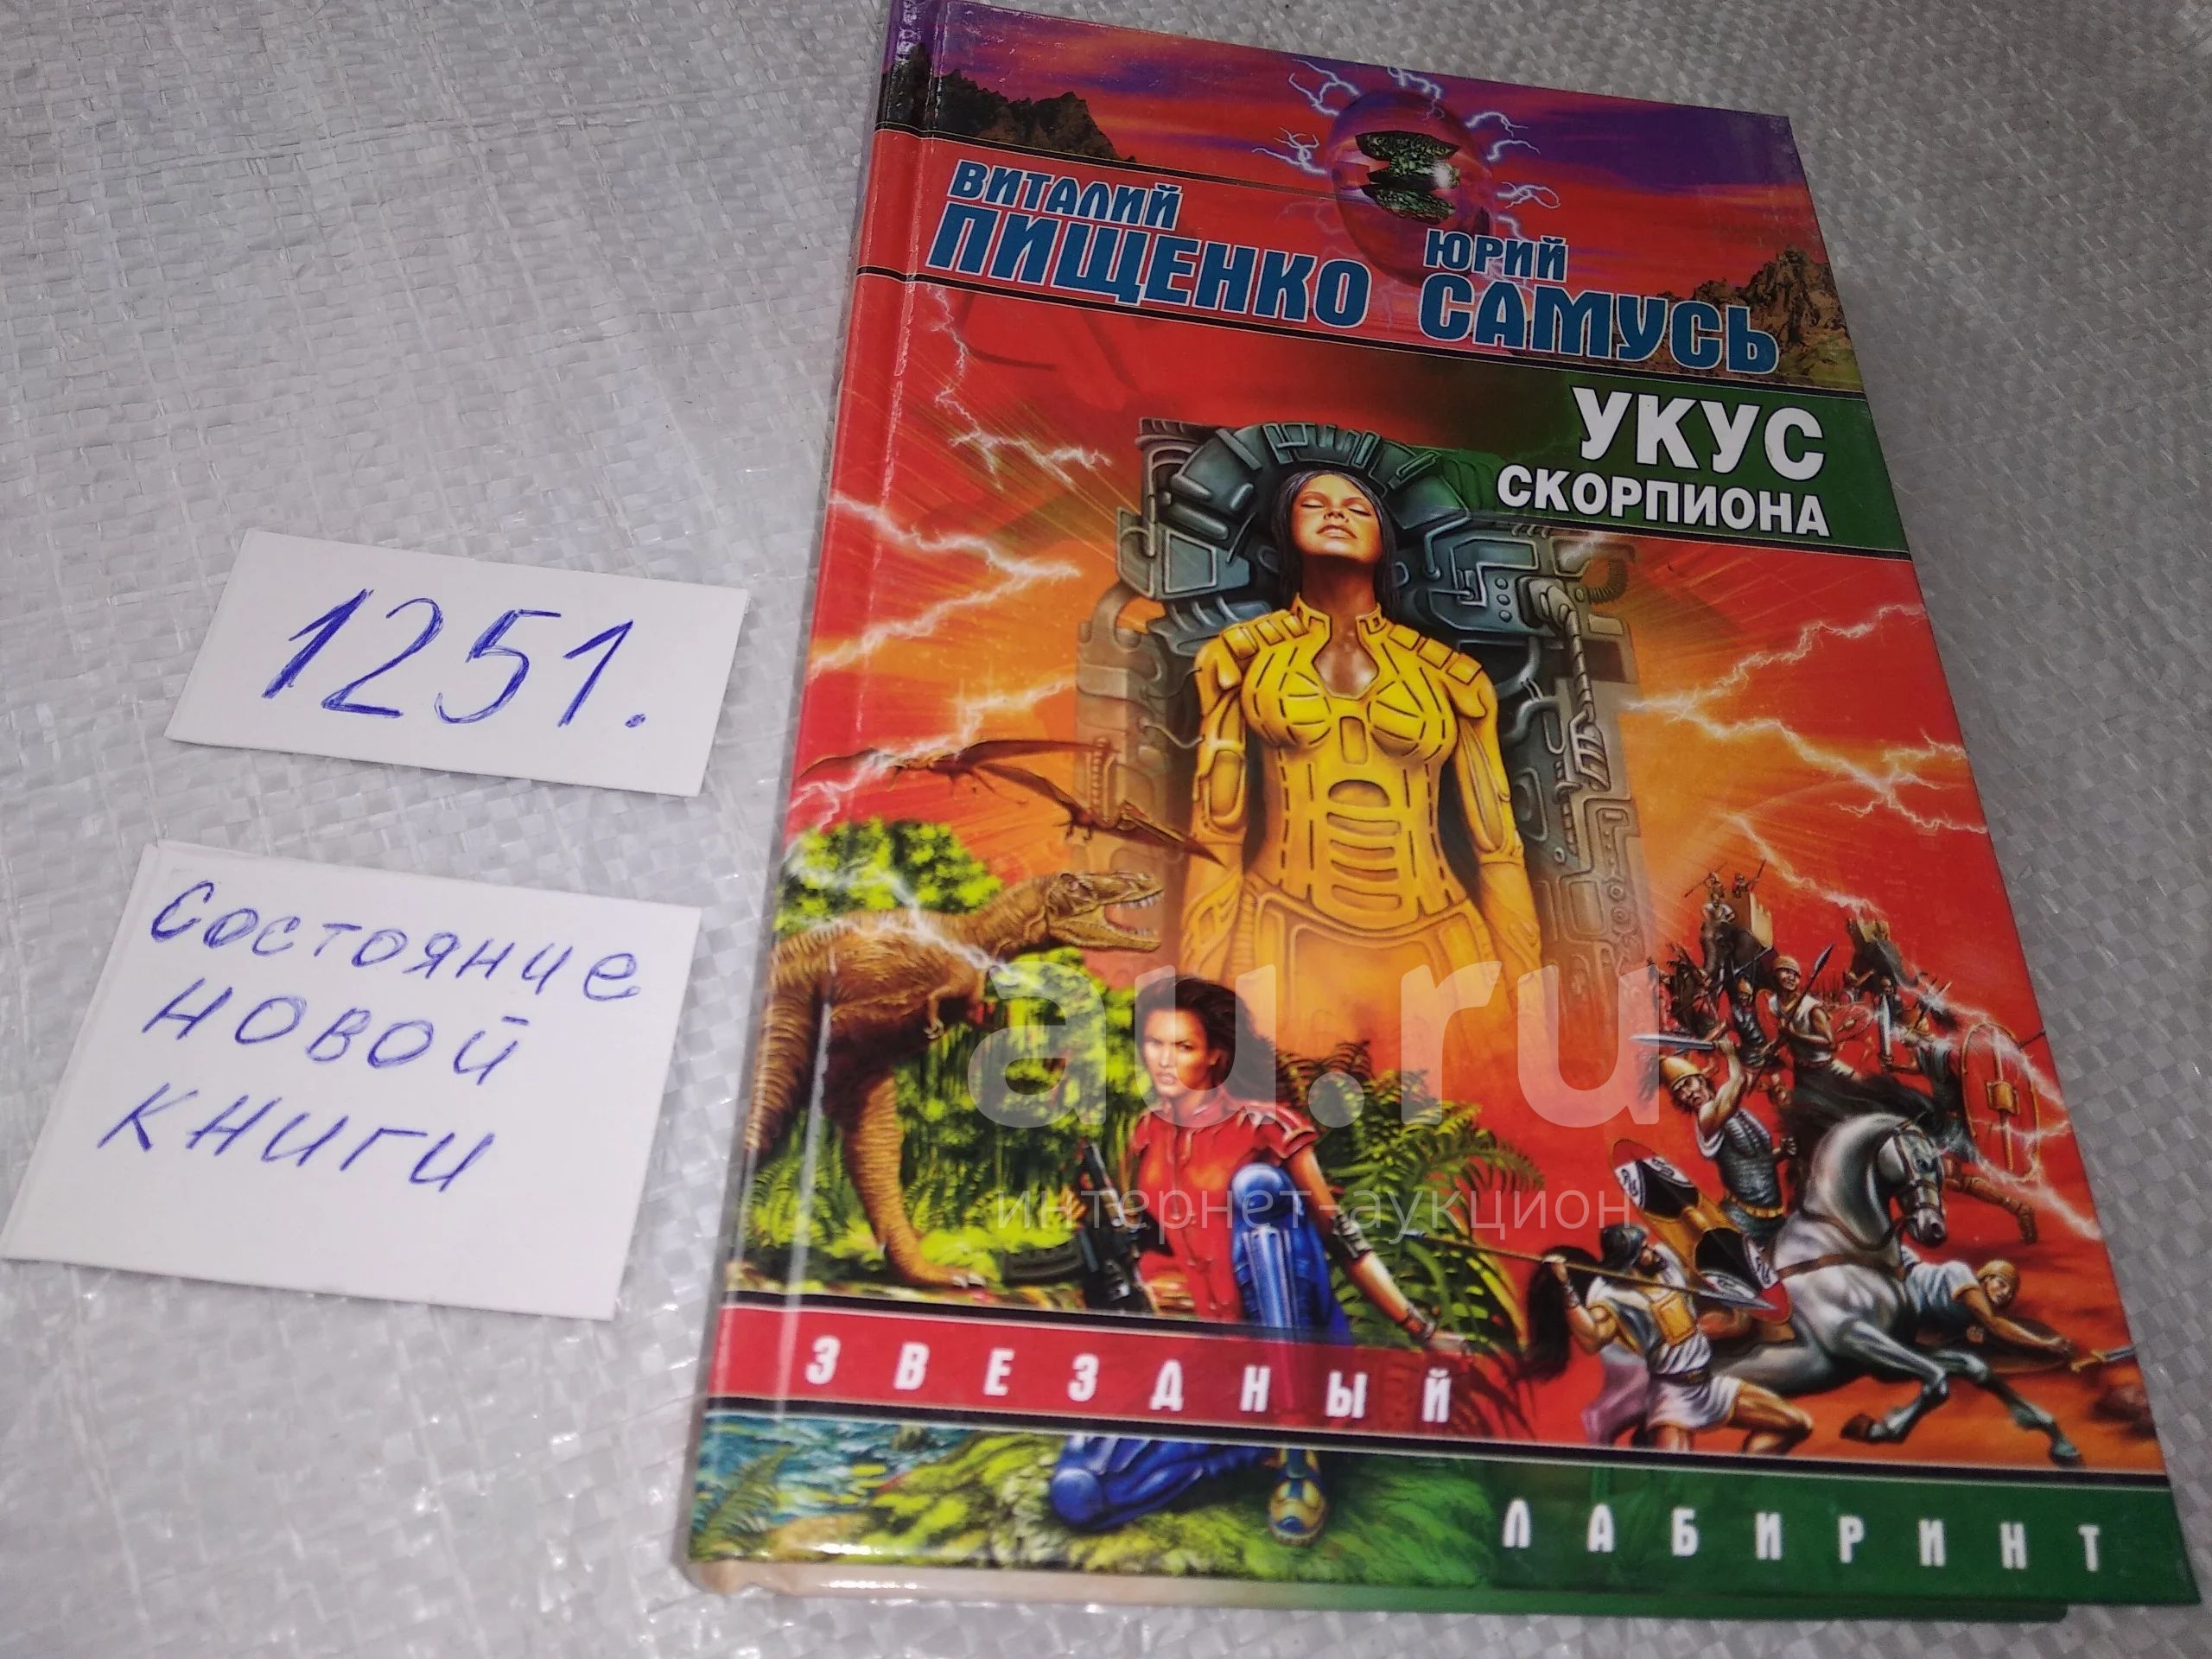 1251.
Состояние
новой
книги
ВИТАЛИЙ
ПИЩЕНКО
ЮРИЙ
САМУСЬ
УКУС
СКОРПИОНА
au.ru
интернет-аукцион
ЗВЕЗДНЫЙ
ЛАБИРИНТ